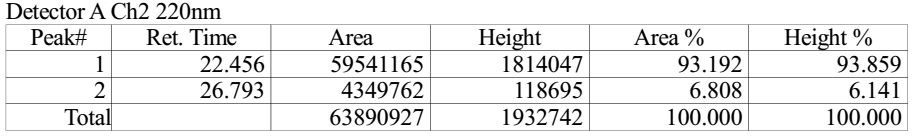 Detector A Ch2 220nm
Peak# Ret. Time Area Height Area % Height %
1 22.456 59541165 1814047 93.192 93.859
2 26.793 4349762 118695 6.808 6.141
Total 63890927 1932742 100.000 100.000